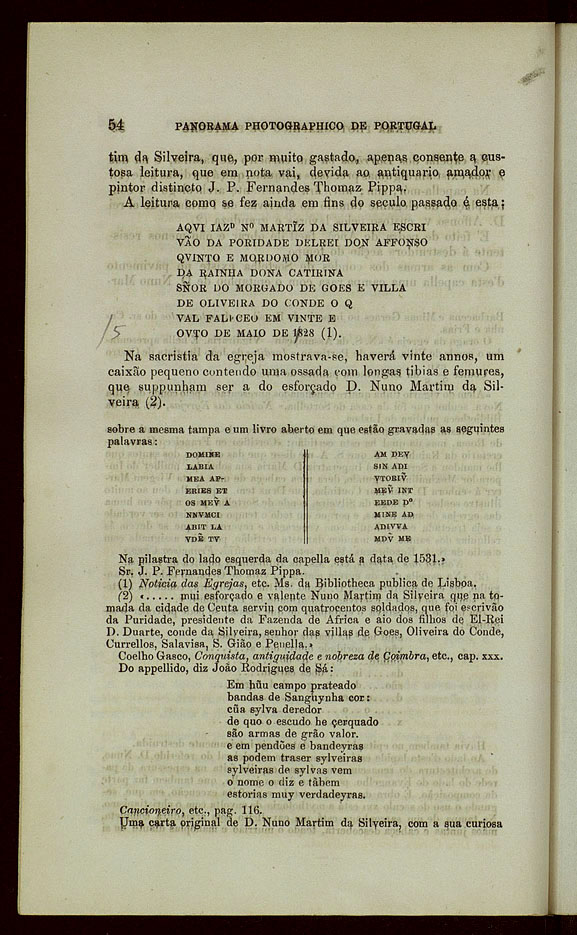 54 PANORAMA PHOTOGRAPHICO DE PORTUGAL
tim da Silveira, que, por muito gastado, apenas consente a cus-
tosa leitura, que em nota vai, devida ao antiquario amador e
pintor distincto J. P. Fernandes Thomaz Pippa.
A leitura como se fez ainda em fins do seculo passado é esta:
AQVI IAZᴰ Nº MARTĨZ DA SILVEIRA ESCRI
VÃO DA PORIDADE DELREI DON AFFONSO
QVINTO E MORDOMO MOR
DA RAINHA DONA CATIRINA
SÑOR DO MORGADO DE GOES E VILLA
DE OLIVEIRA DO CONDE O Q
VAL FALECEO EM VINTE E
OVTO DE MAIO DE 1828 (1).
/5
Na sacristia da egreja mostrava-se, haverá vinte annos, um
caixão pequeno contendo uma ossada com longas tibias e femures,
que suppunham ser a do esforçado D. Nuno Martim da Sil-
veira (2).
sobre a mesma tampa e um livro aberto em que estão gravadas as seguintes
palavras:
DOMINE
LABIA
MEA AP-
ERIES ET
OS MEṼ A
NNVMCI
ABIT LA
VDẼ TV
AM DEV
SIN ADI
VTORIṼ
MEṼ INT
EEDE Dº
MINE AD
ADIVVA
MDV ME
Na pilastra do lado esquerda da capella está a data de 1531.»
Sr. J. P. Fernandes Thomaz Pippa.
(1) Noticia das Egrejas, etc. Ms. da Bibliotheca publica de Lisboa.
(2) «...... mui esforçado e valente Nuno Martim da Silveira que na to-
mada da cidade de Ceuta serviu com quatrocentos soldados, que foi escrivão
da Puridade, presidente da Fazenda de Africa e aio dos filhos de El-Rei
D. Duarte, conde da Silveira, senhor das villas de Goes, Oliveira do Conde,
Currellos, Salavisa, S. Gião e Penella.»
Coelho Gasco, Conquista, antiguidade e nobreza de Coimbra, etc., cap. xxx.
Do appellido, diz João Rodrigues de Sá:
Em hũu campo prateado
bandas de Sanghynha cor:
cũa sylva deredor
de quo o escudo he çerquado
são armas de grão valor.
e em pendões e bandeyras
as podem traser sylveiras
sylveiras de sylvas vem
o nome o diz e tãbem
estorias muy verdadeyras.
Cancioneiro, etc., pag. 116.
Uma carta original de D. Nuno Martim da Silveira, com a sua curiosa